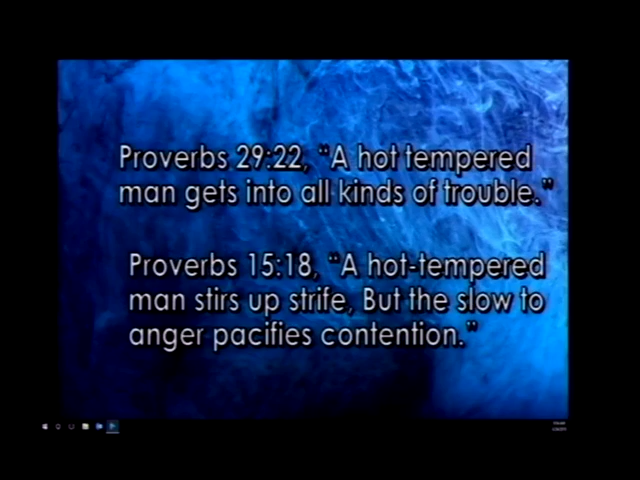 Proverbs 29:22, “A hot tempered
man gets into all kinds of trouble.”
Proverbs 15:18, “A hot-tempered
man stirs up strife, But the slow to
anger pacifies contention.”